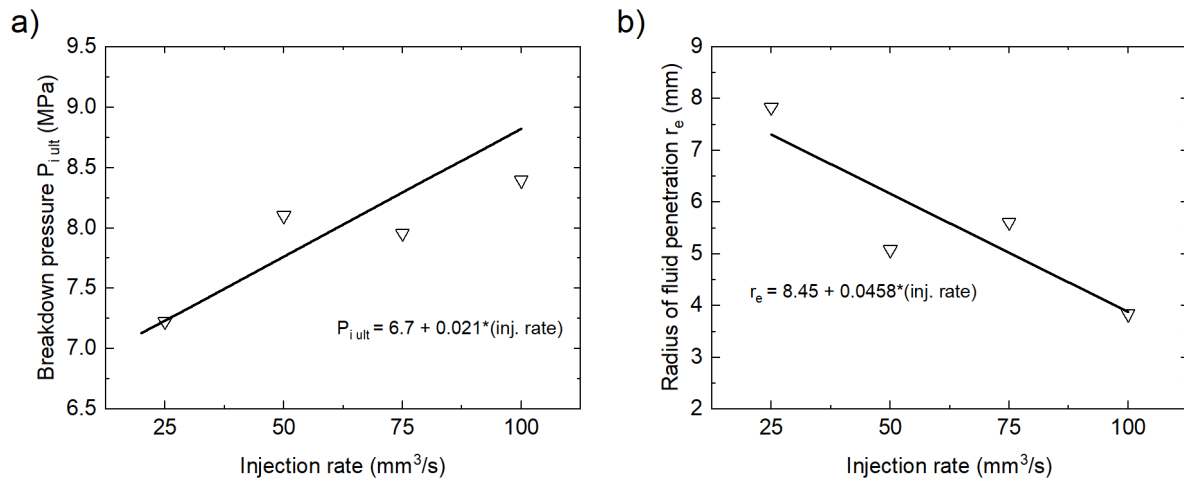 a)
Breakdown pressure P_i ult (MPa)
9.5
9.0
8.5
8.0
7.5
7.0
6.5
P_i ult = 6.7 + 0.021*(inj. rate)
25
50
75
100
Injection rate (mm³/s)
b)
Radius of fluid penetration r_e (mm)
9
8
7
6
5
4
3
2
r_e = 8.45 + 0.0458*(inj. rate)
25
50
75
100
Injection rate (mm³/s)